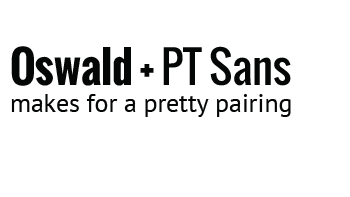 Oswald + PT Sans
makes for a pretty pairing